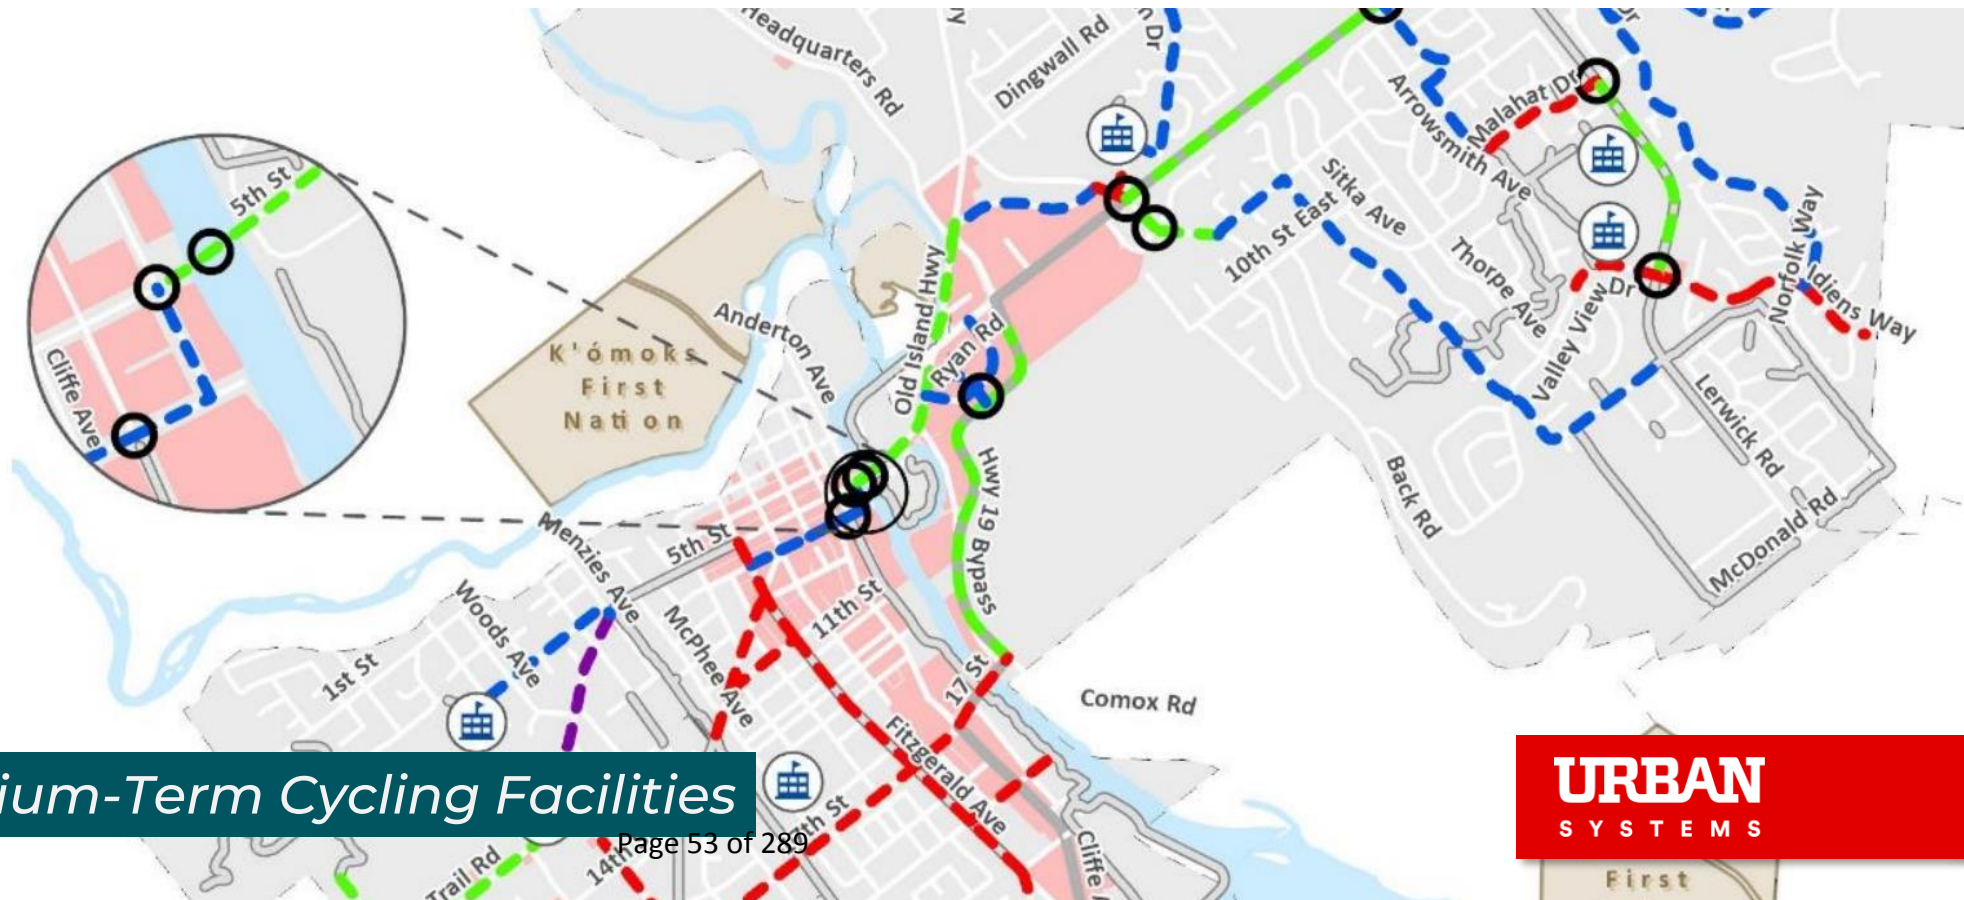 Headquarters Rd
Dingwall Rd
n Dr
Dr
Arrowsmith Ave
Malahat Dr
5th St
Cliffe Ave
Sitka Ave
10th St East
Thorpe Ave
Norfolk Way
Idiens Way
Valley View Dr
Old Island Hwy
Ryan Rd
Anderton Ave
K'ómoks
First
Nation
Lerwick Rd
McDonald Rd
Back Rd
Hwy 19 Bypass
Menzies Ave
5th St
11th St
Woods Ave
McPhee Ave
1st St
17 St
Comox Rd
Fitzgerald Ave
Cliffe A
ium-Term Cycling Facilities
Page 53 of 289
th St
14th
Trail Rd
URBAN
SYSTEMS
First